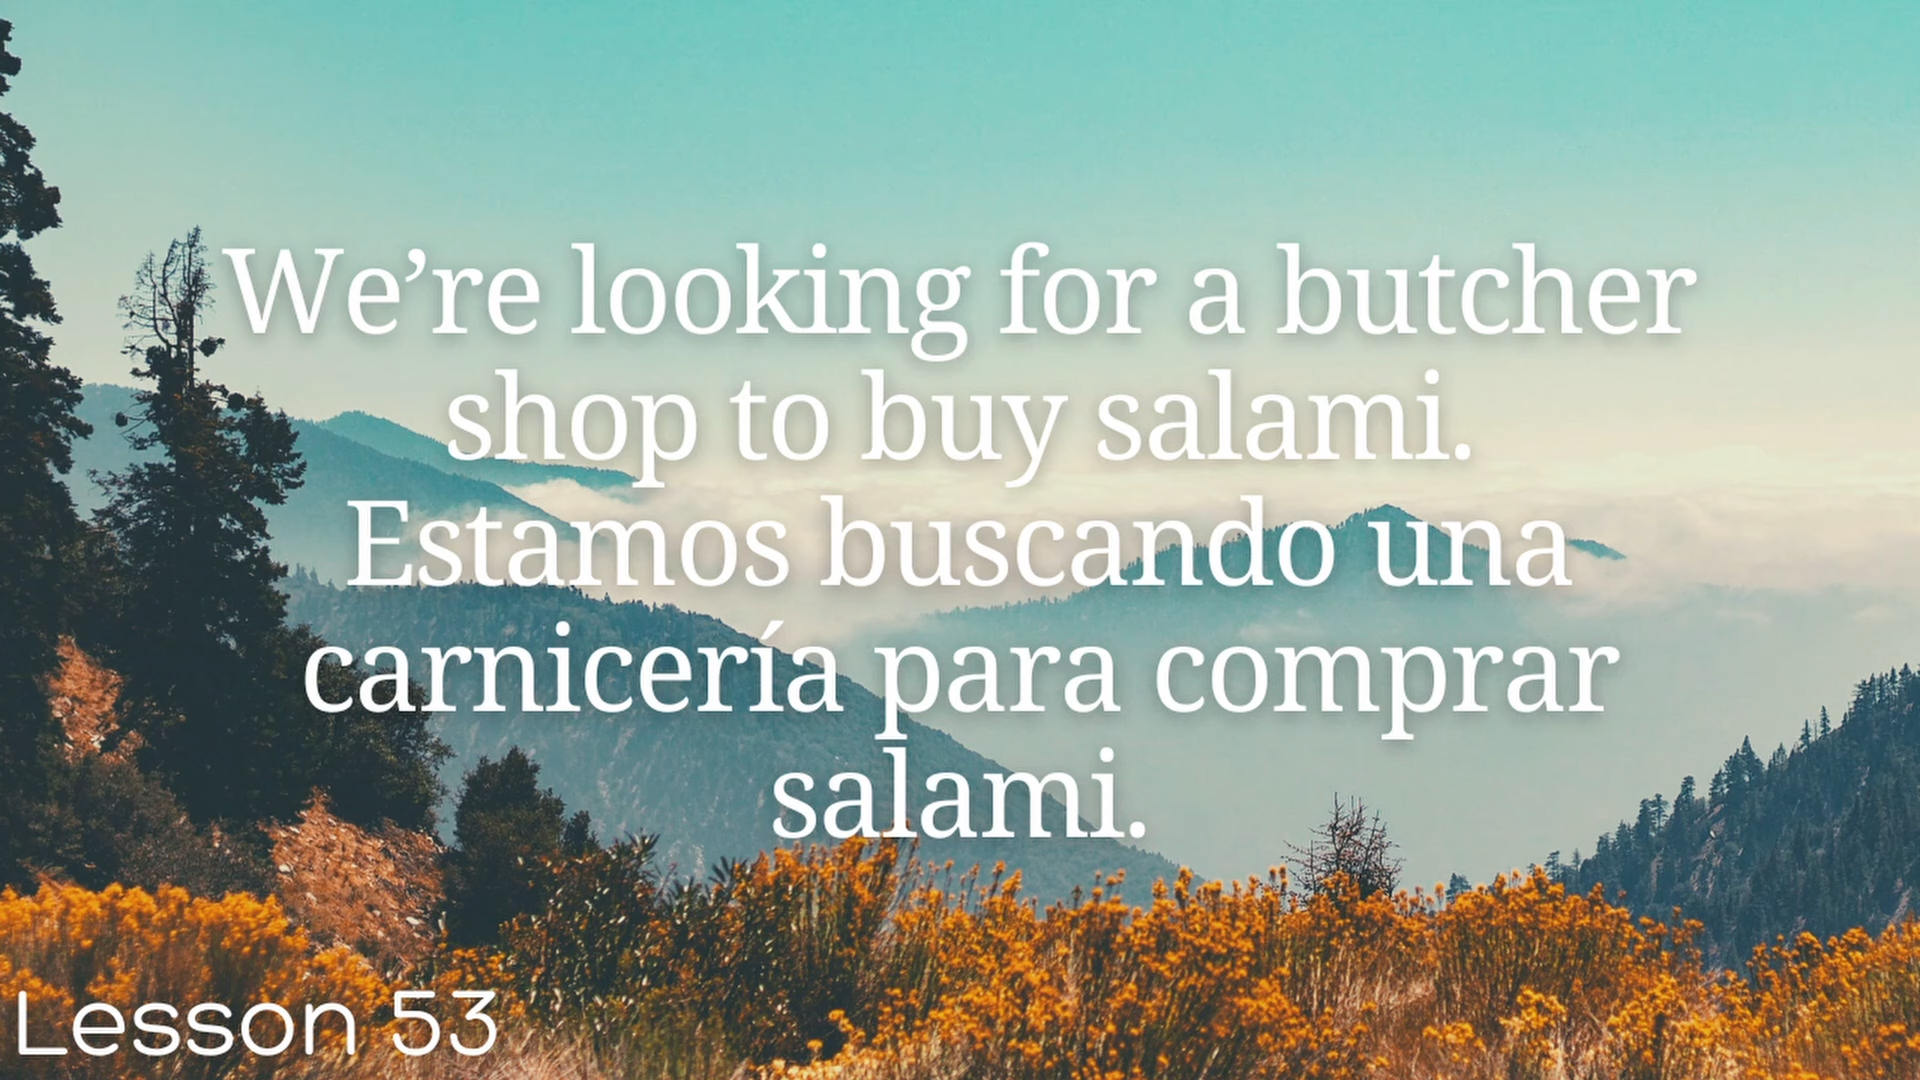 We’re looking for a butcher
shop to buy salami.
Estamos buscando una
carnicería para comprar
salami.
Lesson 53